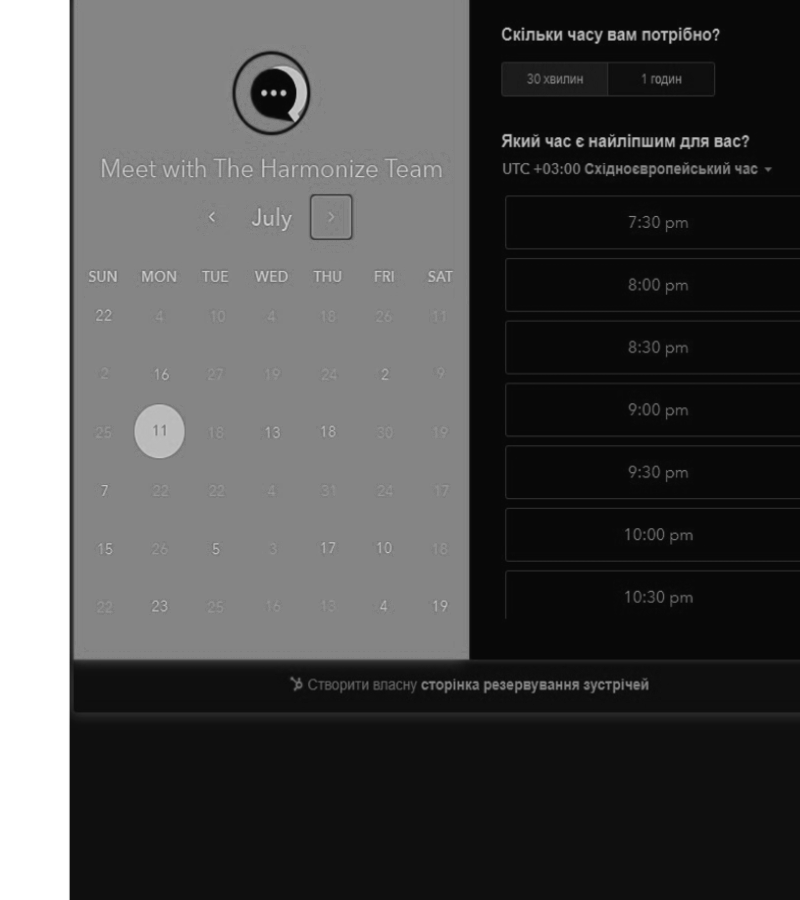 Meet with The Harmonize Team
July
SUN MON TUE WED THU FRI SAT
22 4 10 4 18 26 11
2 16 27 19 24 2 9
25 11 18 13 18 30 19
7 22 22 4 31 24 17
15 26 5 3 17 10 18
22 23 25 16 13 4 19
Скільки часу вам потрібно?
30 хвилин 1 годин
Який час є найліпшим для вас?
UTC +03:00 Східноєвропейський час
7:30 pm
8:00 pm
8:30 pm
9:00 pm
9:30 pm
10:00 pm
10:30 pm
Створити власну сторінка резервування зустрічей